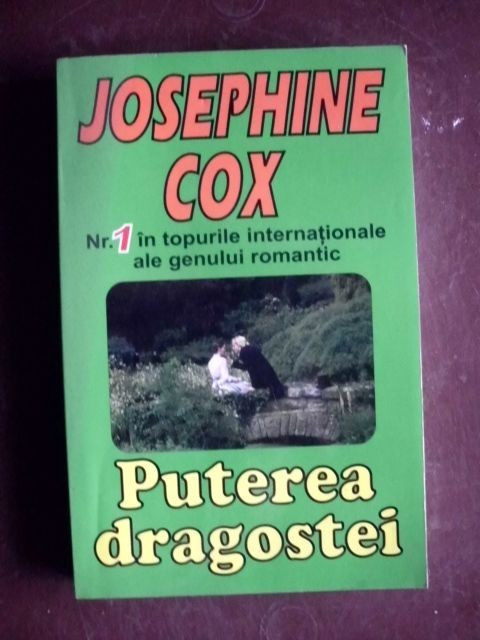 JOSEPHINE
COX
Nr.1 în topurile internaționale
ale genului romantic
Puterea
dragostei